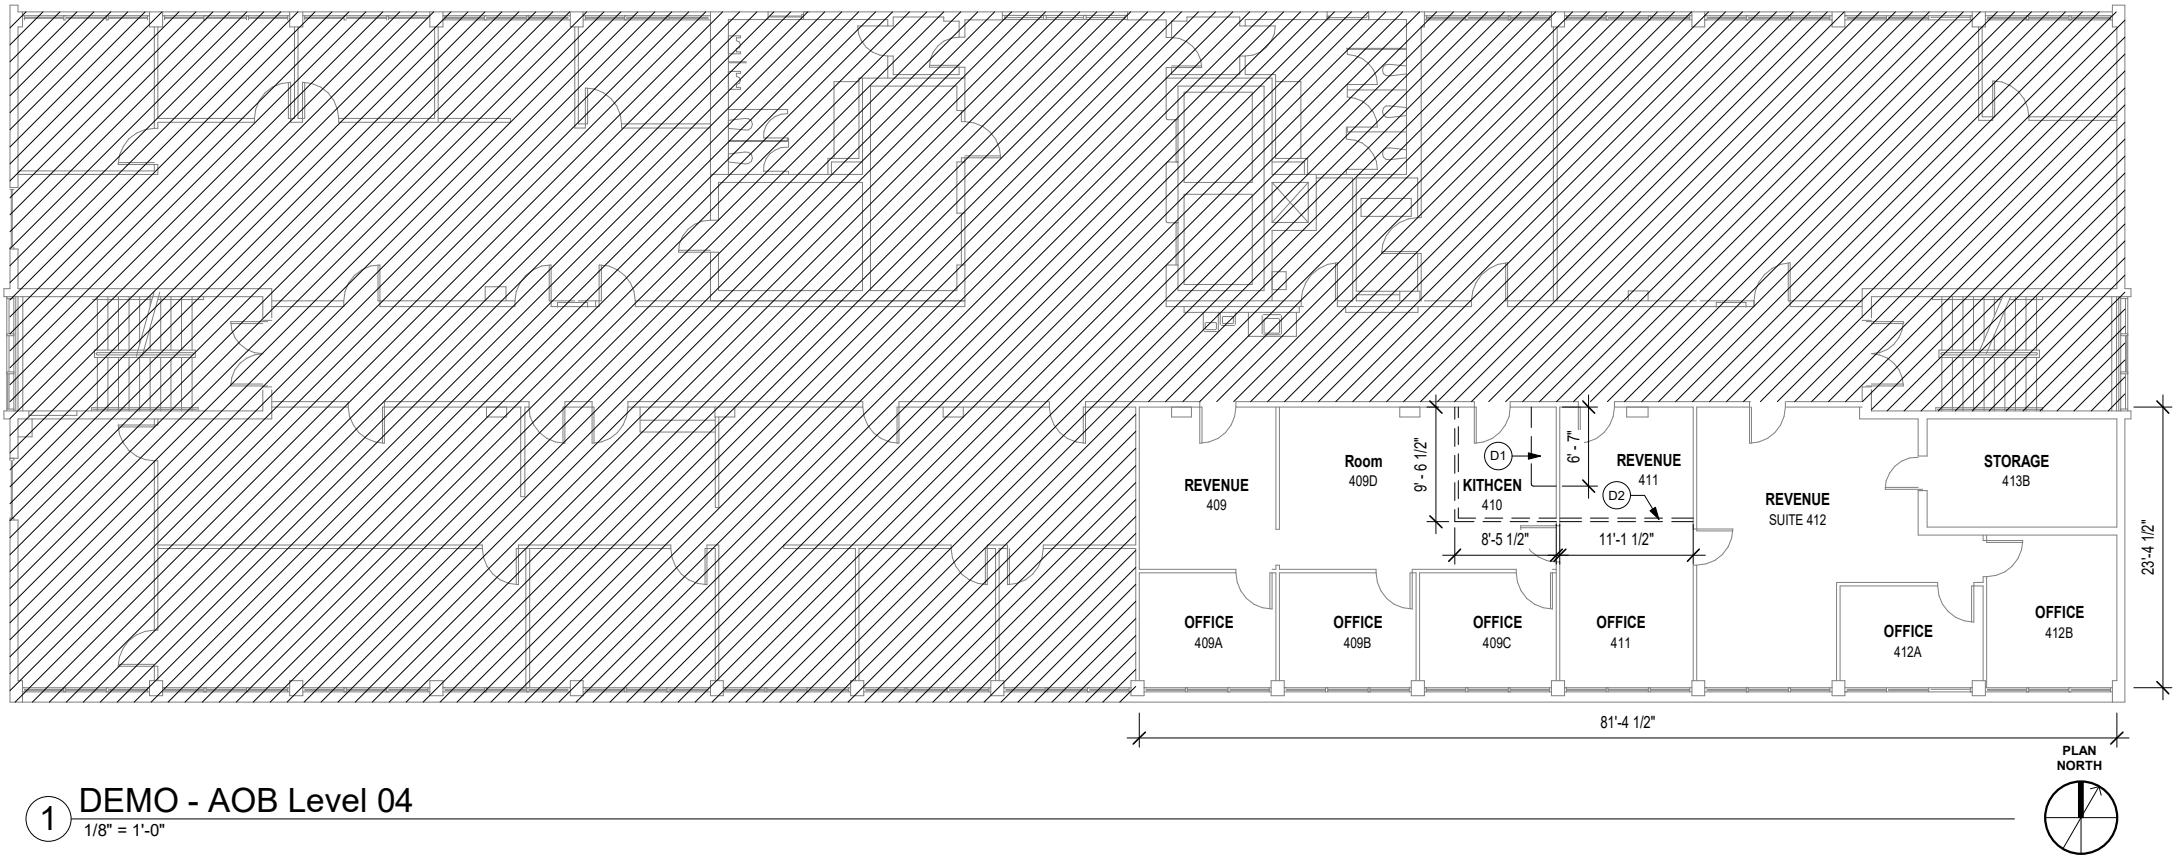 9' - 6 1/2"
D1
6' - 7"
Room
409D
REVENUE
411
STORAGE
413B
REVENUE
409
KITHCEN
410
D2
REVENUE
SUITE 412
8'-5 1/2"
11'-1 1/2"
23'-4 1/2"
OFFICE
409A
OFFICE
409B
OFFICE
409C
OFFICE
411
OFFICE
412A
OFFICE
412B
81'-4 1/2"
PLAN
NORTH
1
DEMO - AOB Level 04
1/8" = 1'-0"